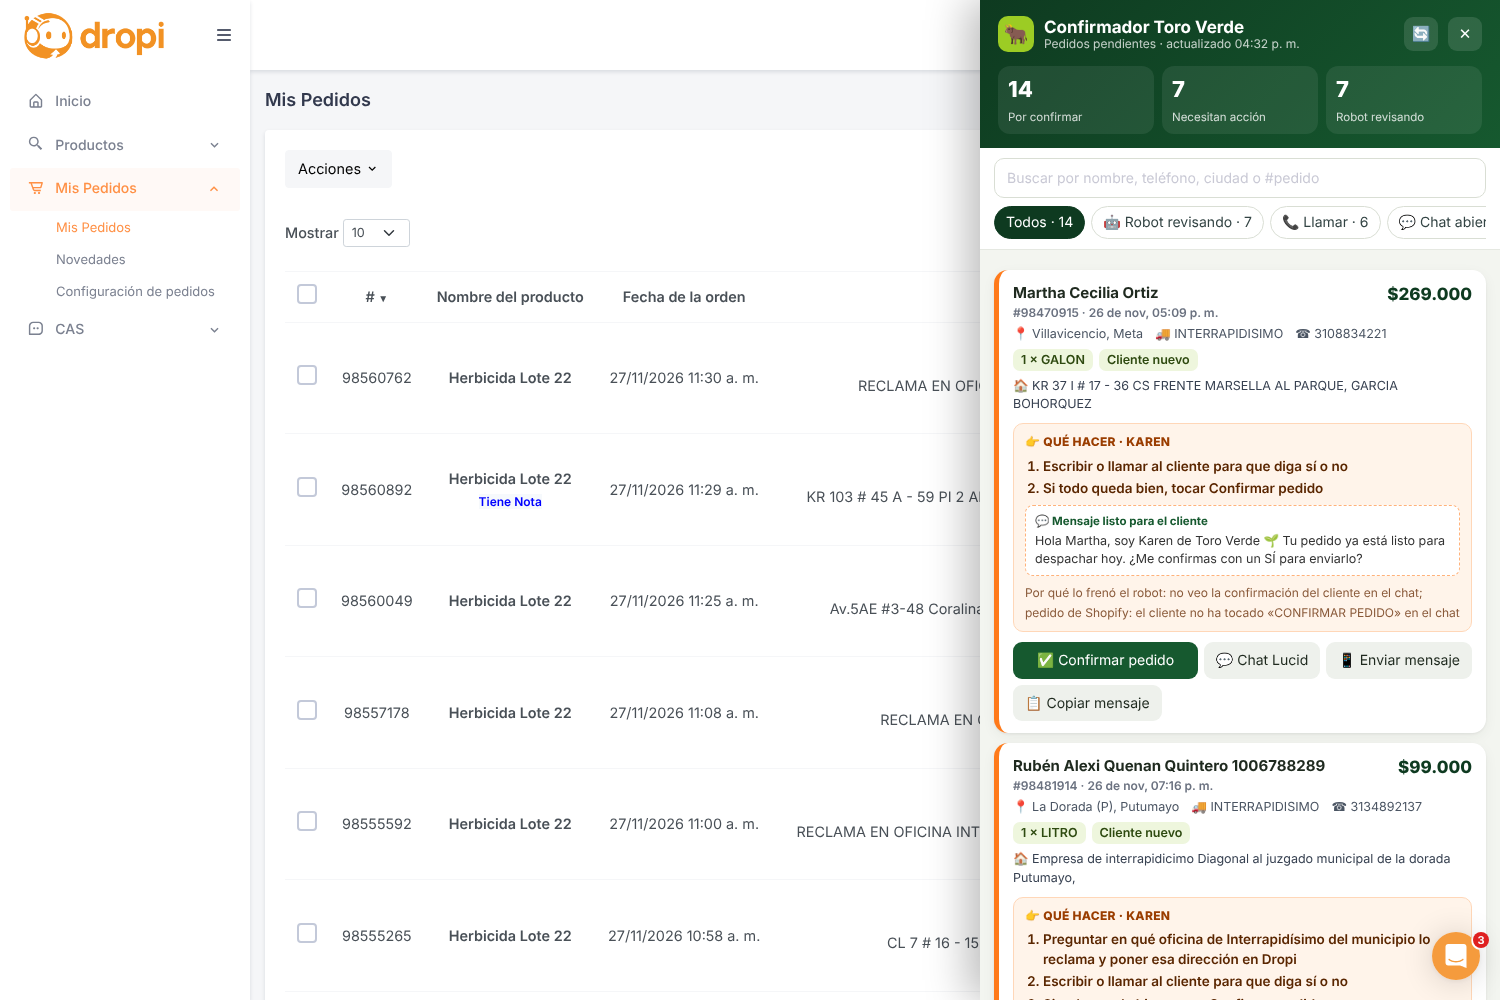 dropi
Inicio
Productos
Mis Pedidos
Mis Pedidos
Novedades
Configuración de pedidos
CAS
Mis Pedidos
Acciones
Mostrar 10
# ▼ Nombre del producto Fecha de la orden
98560762 Herbicida Lote 22 27/11/2026 11:30 a. m. RECLAMA EN OFI
98560892 Herbicida Lote 22 27/11/2026 11:29 a. m. KR 103 # 45 A - 59 PI 2 A
Tiene Nota
98560049 Herbicida Lote 22 27/11/2026 11:25 a. m. Av.5AE #3-48 Coralina
98557178 Herbicida Lote 22 27/11/2026 11:08 a. m. RECLAMA EN
98555592 Herbicida Lote 22 27/11/2026 11:00 a. m. RECLAMA EN OFICINA INT
98555265 Herbicida Lote 22 27/11/2026 10:58 a. m. CL 7 # 16 - 15
Confirmador Toro Verde
Pedidos pendientes · actualizado 04:32 p. m.
14 7 7
Por confirmar Necesitan acción Robot revisando
Buscar por nombre, teléfono, ciudad o #pedido
Todos · 14 🤖 Robot revisando · 7 📞 Llamar · 6 💬 Chat abier
Martha Cecilia Ortiz $269.000
#98470915 · 26 de nov, 05:09 p. m.
📍 Villavicencio, Meta 🚚 INTERRAPIDISIMO ☎ 3108834221
1 × GALON Cliente nuevo
🏠 KR 37 I # 17 - 36 CS FRENTE MARSELLA AL PARQUE, GARCIA
BOHORQUEZ
👉 QUÉ HACER · KAREN
1. Escribir o llamar al cliente para que diga sí o no
2. Si todo queda bien, tocar Confirmar pedido
💬 Mensaje listo para el cliente
Hola Martha, soy Karen de Toro Verde 🌱 Tu pedido ya está listo para
despachar hoy. ¿Me confirmas con un SÍ para enviarlo?
Por qué lo frenó el robot: no veo la confirmación del cliente en el chat;
pedido de Shopify: el cliente no ha tocado «CONFIRMAR PEDIDO» en el chat
✅ Confirmar pedido 💬 Chat Lucid 📱 Enviar mensaje
📋 Copiar mensaje
Rubén Alexi Quenan Quintero 1006788289 $99.000
#98481914 · 26 de nov, 07:16 p. m.
📍 La Dorada (P), Putumayo 🚚 INTERRAPIDISIMO ☎ 3134892137
1 × LITRO Cliente nuevo
🏠 Empresa de interrapidicimo Diagonal al juzgado municipal de la dorada
Putumayo,
👉 QUÉ HACER · KAREN
1. Preguntar en qué oficina de Interrapidísimo del municipio lo
reclama y poner esa dirección en Dropi
2. Escribir o llamar al cliente para que diga sí o no
3